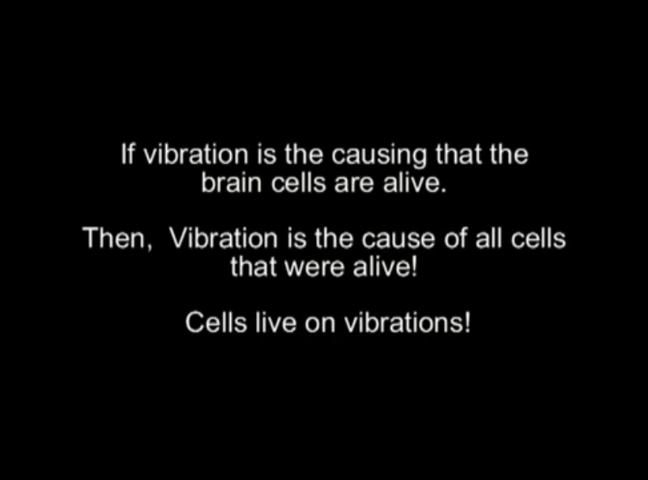 If vibration is the causing that the
brain cells are alive.
Then,  Vibration is the cause of all cells
that were alive!
Cells live on vibrations!